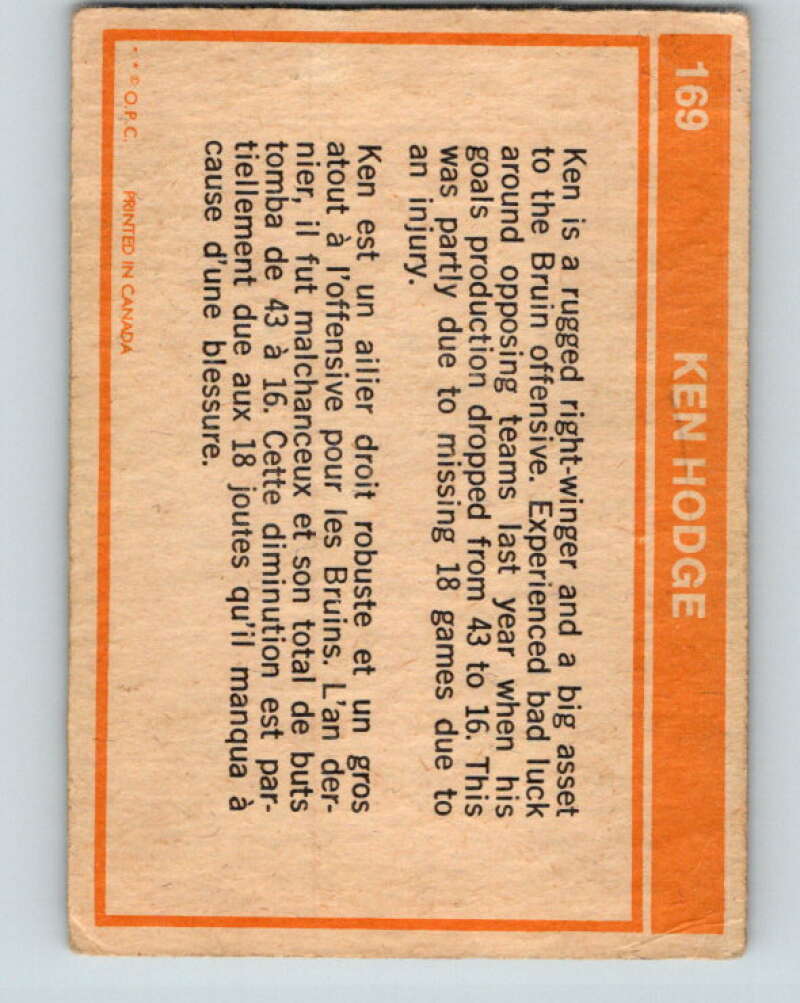 169
KEN HODGE
Ken is a rugged right-winger and a big asset
to the Bruin offensive. Experienced bad luck
around opposing teams last year when his
goals production dropped from 43 to 16. This
was partly due to missing 18 games due to
an injury.
Ken est un ailier droit robuste et un gros
atout à l'offensive pour les Bruins. L'an der-
nier, il fut malchanceux et son total de buts
tomba de 43 à 16. Cette diminution est par-
tiellement due aux 18 joutes qu'il manqua à
cause d'une blessure.
* * © O.P.C. PRINTED IN CANADA